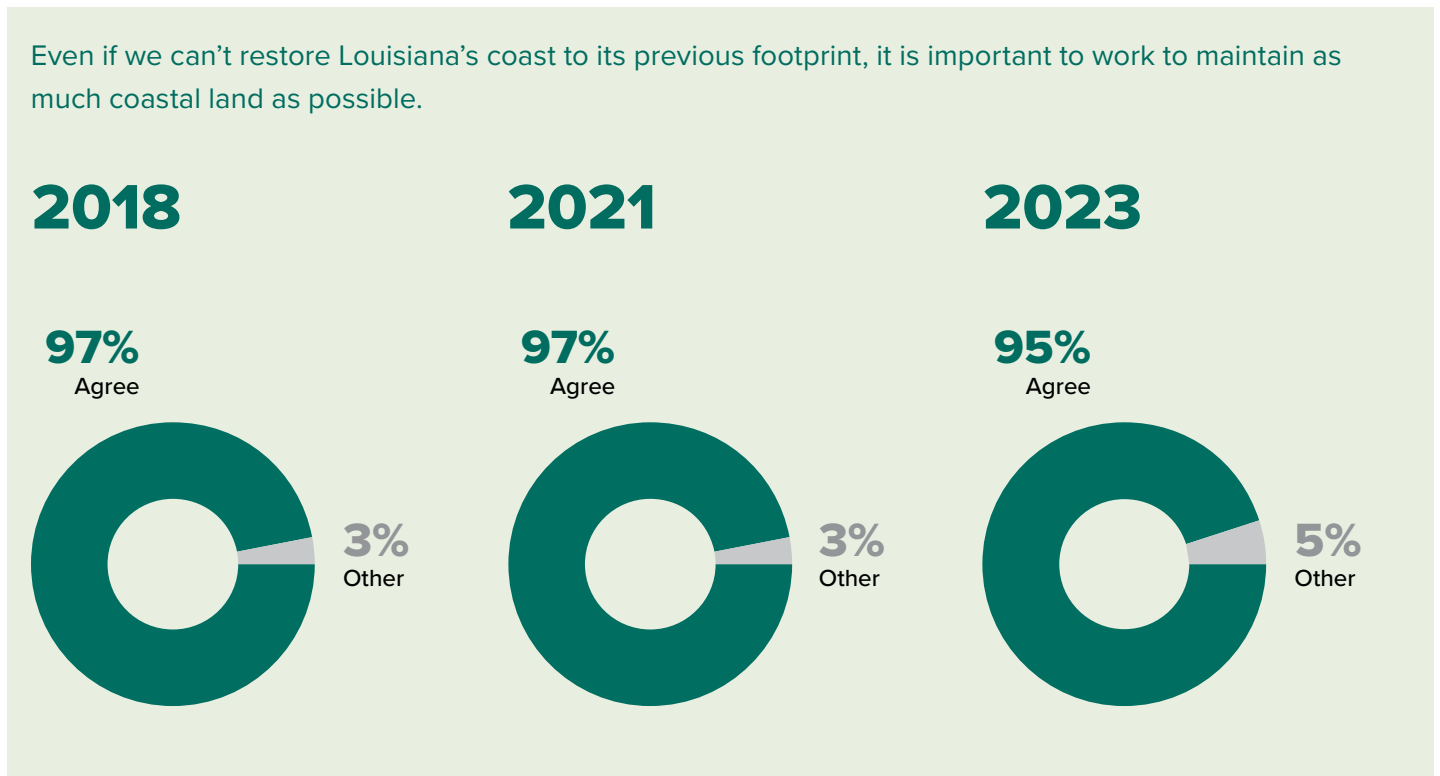 Even if we can’t restore Louisiana’s coast to its previous footprint, it is important to work to maintain as
much coastal land as possible.
2018
97%
Agree
3%
Other
2021
97%
Agree
3%
Other
2023
95%
Agree
5%
Other